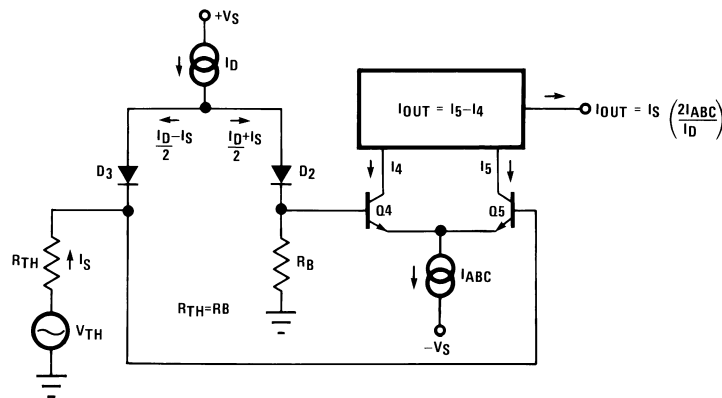 +VS
ID
ID/2 – IS
ID/2 + IS
D3
D2
IOUT = I5–I4
IOUT = IS (2IABC/ID)
I4
I5
Q4
Q5
RTH
IS
RB
IABC
RTH=RB
VTH
–VS